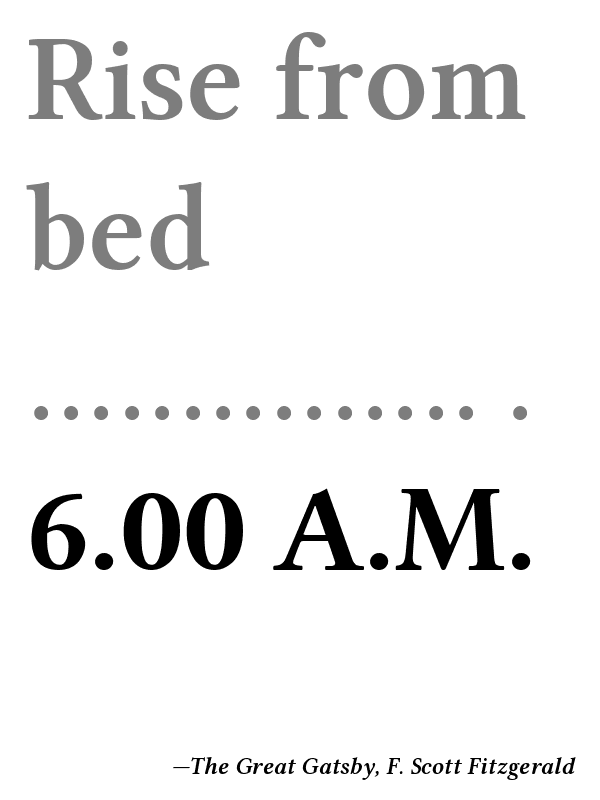 Rise from
bed
............... .
6.00 A.M.
—The Great Gatsby, F. Scott Fitzgerald